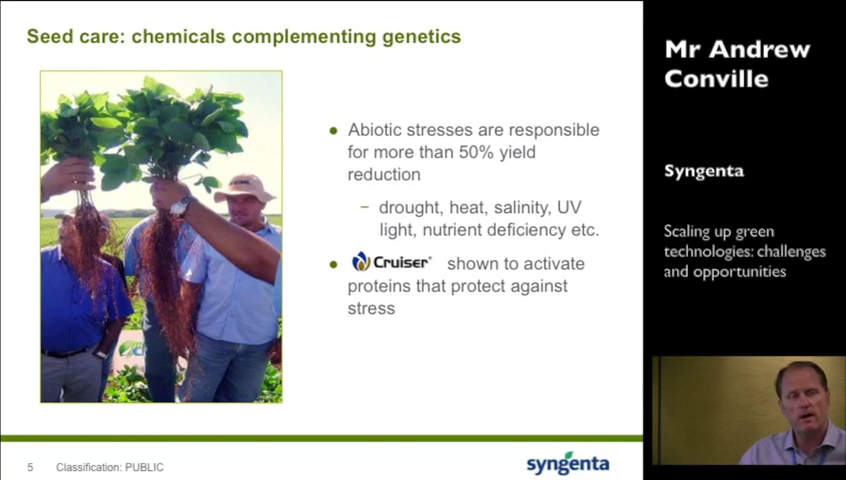 Seed care: chemicals complementing genetics
● Abiotic stresses are responsible
for more than 50% yield
reduction
− drought, heat, salinity, UV
light, nutrient deficiency etc.
● Cruiser® shown to activate
proteins that protect against
stress
5 Classification: PUBLIC
syngenta
Mr Andrew
Conville
Syngenta
Scaling up green
technologies: challenges
and opportunities